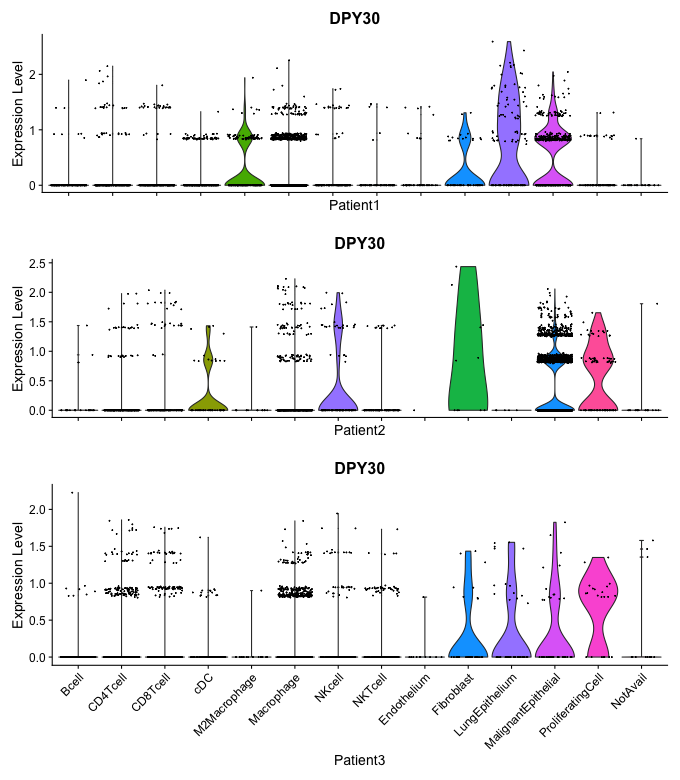 DPY30
Expression Level
2
1
0
Patient1
DPY30
Expression Level
2.5
2.0
1.5
1.0
0.5
0.0
Patient2
DPY30
Expression Level
2.0
1.5
1.0
0.5
0.0
Bcell
CD4Tcell
CD8Tcell
cDC
M2Macrophage
Macrophage
NKcell
NKTcell
Endothelium
Fibroblast
LungEpithelium
MalignantEpithelial
ProliferatingCell
NotAvail
Patient3